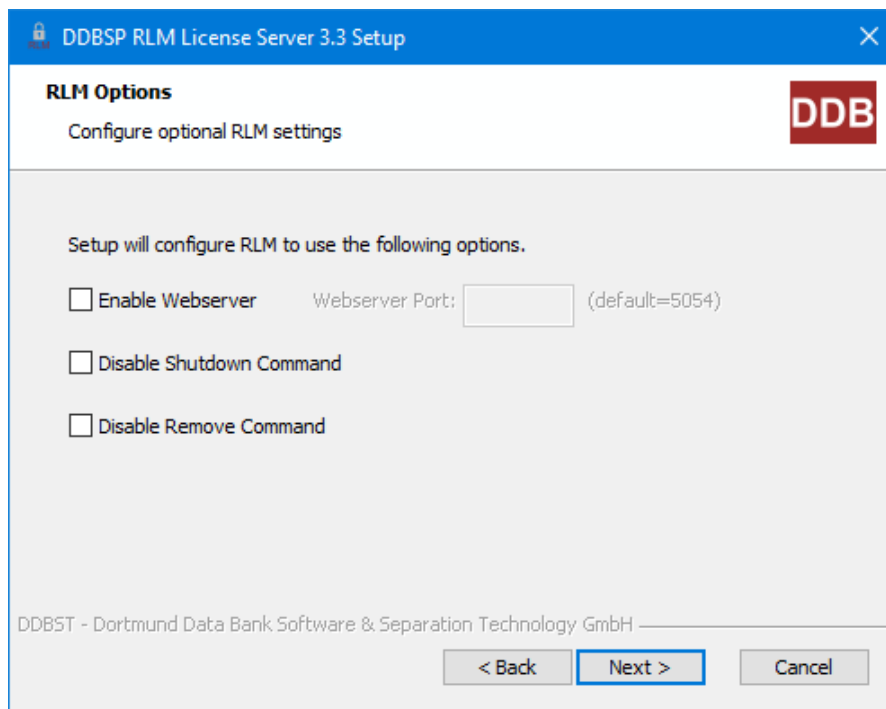 DDBSP RLM License Server 3.3 Setup
RLM Options
Configure optional RLM settings
DDB
Setup will configure RLM to use the following options.
Enable Webserver Webserver Port: (default=5054)
Disable Shutdown Command
Disable Remove Command
DDBST - Dortmund Data Bank Software & Separation Technology GmbH
< Back Next > Cancel